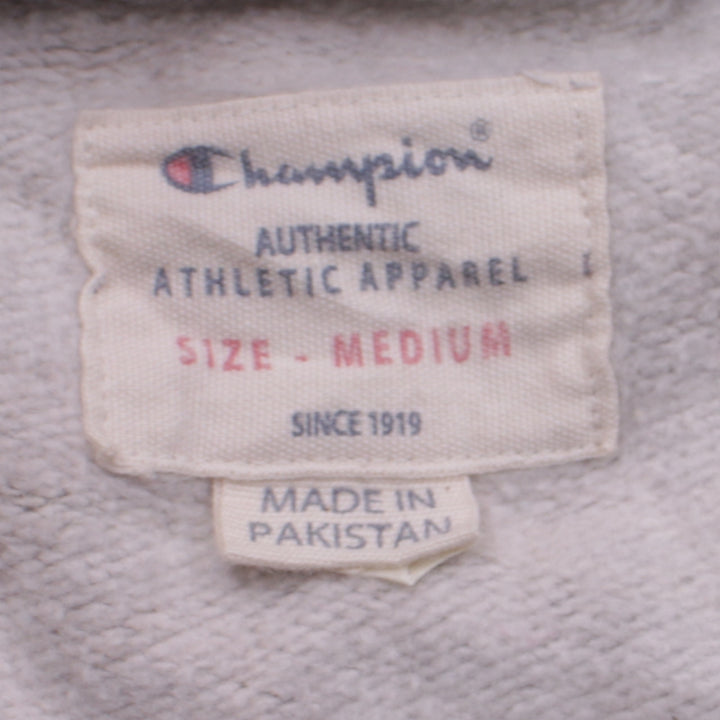 Champion®
AUTHENTIC
ATHLETIC APPAREL
SIZE - MEDIUM
SINCE 1919
MADE IN
PAKISTAN